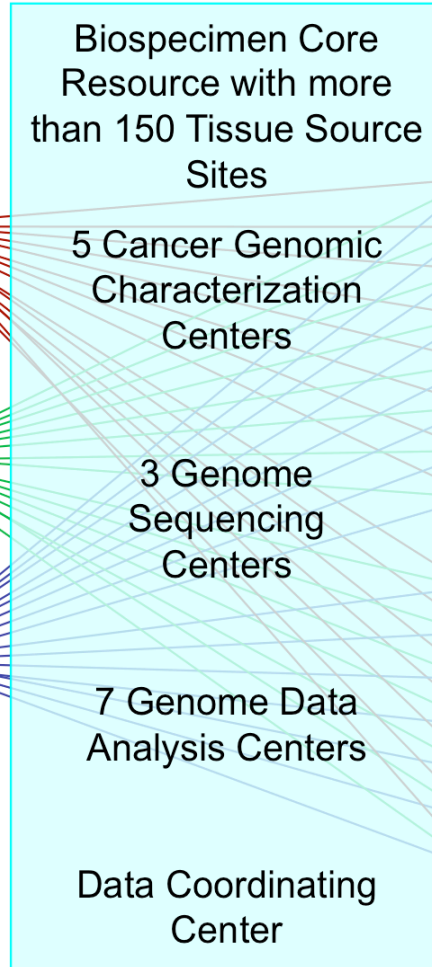 Biospecimen Core
Resource with more
than 150 Tissue Source
Sites
5 Cancer Genomic
Characterization
Centers
3 Genome
Sequencing
Centers
7 Genome Data
Analysis Centers
Data Coordinating
Center